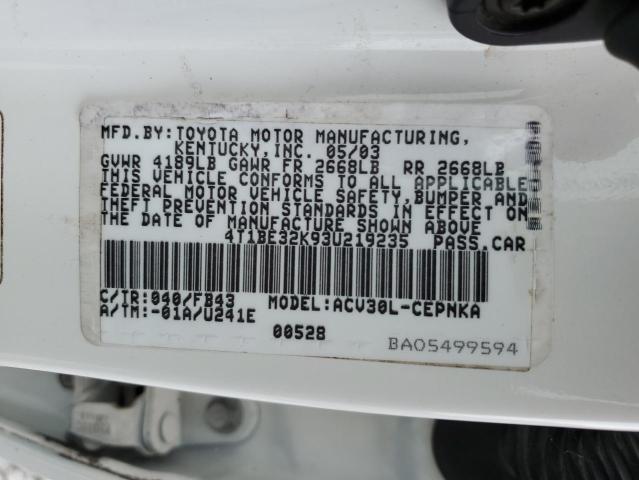 MFD.BY:TOYOTA MOTOR MANUFACTURING,
KENTUCKY,INC. 05/03
GVWR 4189LB GAWR FR 2668LB RR 2668LB
THIS VEHICLE CONFORMS TO ALL APPLICABLE
FEDERAL MOTOR VEHICLE SAFETY,BUMPER AND
THEFT PREVENTION STANDARDS IN EFFECT ON
THE DATE OF MANUFACTURE SHOWN ABOVE
4T1BE32K93U219235 PASS.CAR
C/TR:040/FB43 MODEL:ACV30L-CEPNKA
A/TM:-01A/U241E
00528
BA05499594